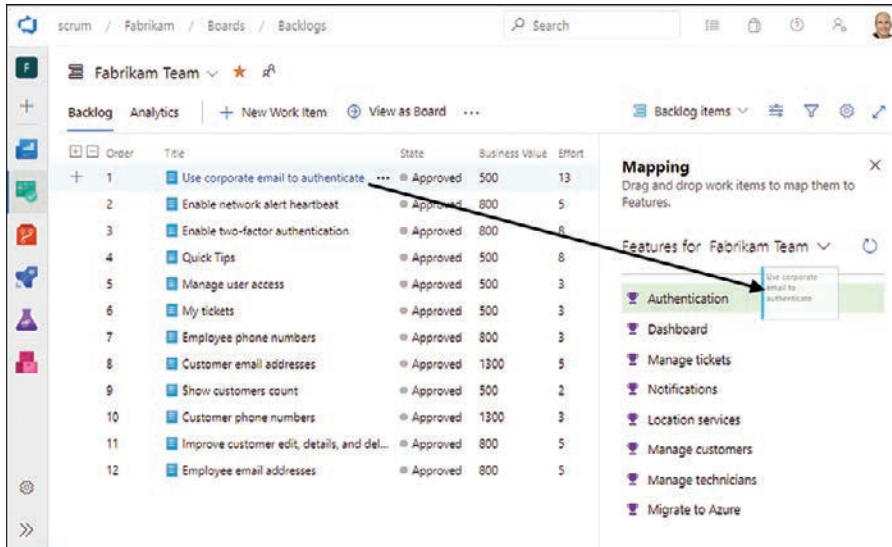 scrum / Fabrikam / Boards / Backlogs Search
F Fabrikam Team
Backlog Analytics + New Work Item View as Board ... Backlog items
Order Title State Business Value Effort
1 Use corporate email to authenticate ... Approved 500 13
2 Enable network alert heartbeat Approved 800 5
3 Enable two-factor authentication Approved 800 8
4 Quick Tips Approved 500 8
5 Manage user access Approved 500 3
6 My tickets Approved 500 3
7 Employee phone numbers Approved 800 3
8 Customer email addresses Approved 1300 5
9 Show customers count Approved 500 2
10 Customer phone numbers Approved 1300 3
11 Improve customer edit, details, and del... Approved 800 5
12 Employee email addresses Approved 800 5
Mapping
Drag and drop work items to map them to
Features.
Features for Fabrikam Team
Use corporate
email to
authenticate
Authentication
Dashboard
Manage tickets
Notifications
Location services
Manage customers
Manage technicians
Migrate to Azure